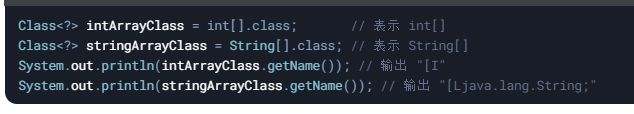 Class<?> intArrayClass = int[].class;       // 表示 int[]
Class<?> stringArrayClass = String[].class; // 表示 String[]
System.out.println(intArrayClass.getName()); // 输出 "[I"
System.out.println(stringArrayClass.getName()); // 输出 "[Ljava.lang.String;"